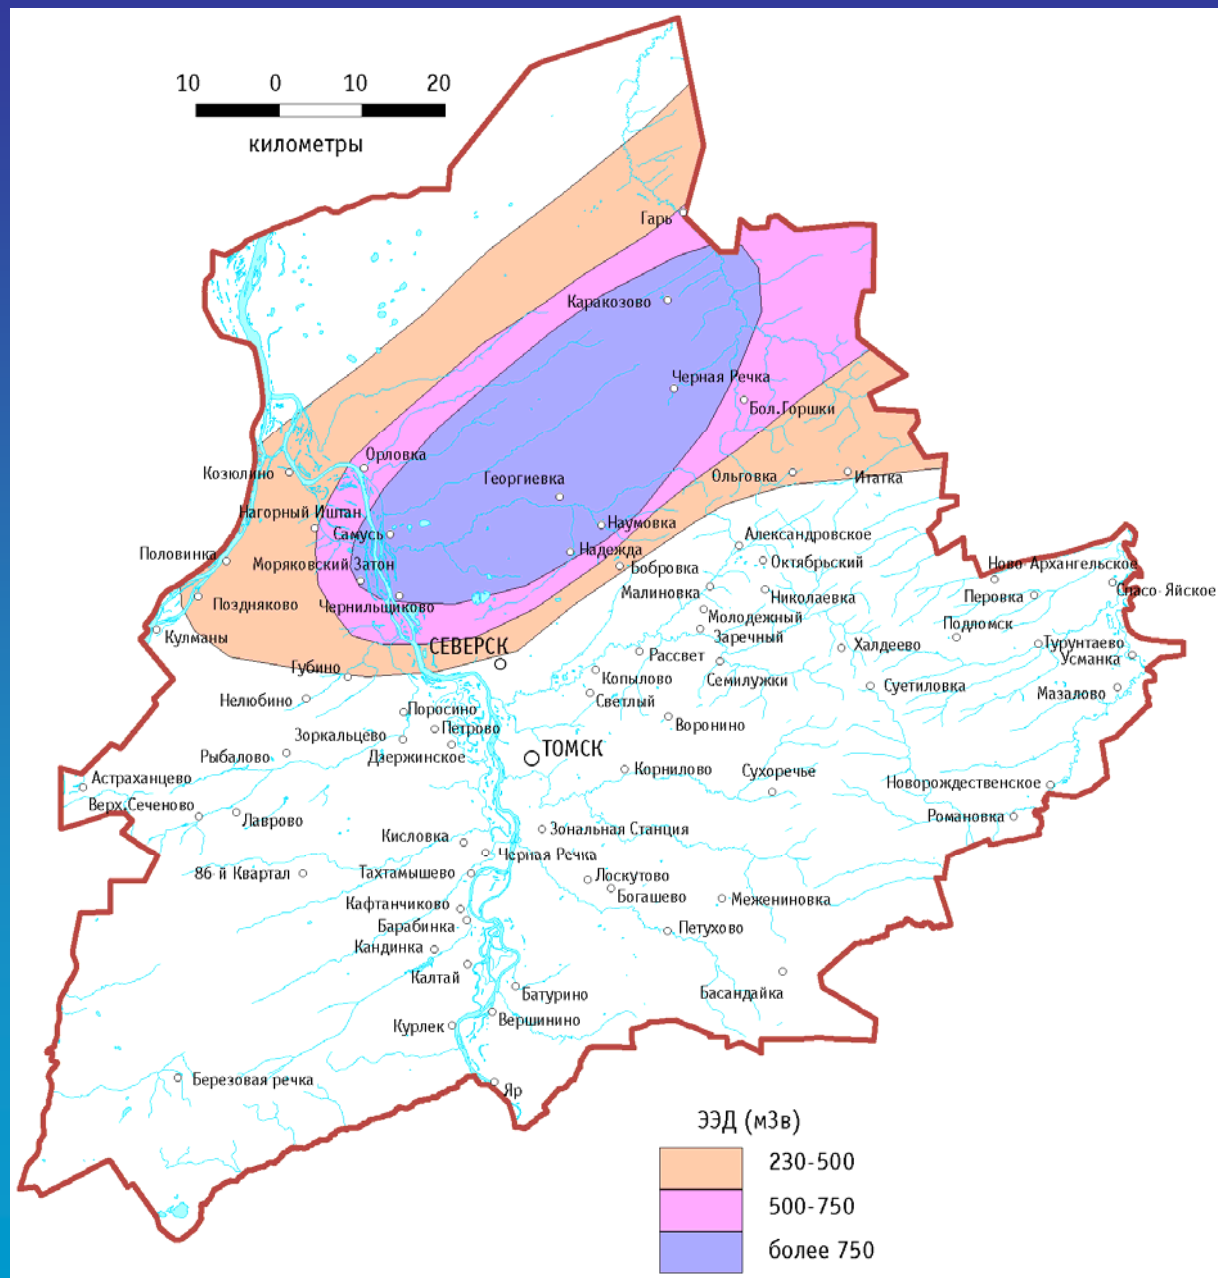 10 0 10 20
километры
Гарь
Каракозово
Черная Речка
Бол.Горшки
Орловка
Козюлино
Георгиевка
Ольговка
Итатка
Нагорный Иштан
Наумовка
Самусь
Александровское
Половинка
Надежда
Моряковский Затон
Бобровка
Октябрьский
Ново-Архангельское
Малиновка
Николаевка
Перовка
Спасо-Яйское
Поздняково
Чернильщиково
Молодежный
Кулманы
Заречный
Подломск
СЕВЕРСК
Рассвет
Халдеево
Турунтаево
Усманка
Губино
Копылово
Семилужки
Суетиловка
Мазалово
Нелюбино
Светлый
Поросино
Воронино
Зоркальцево
Петрово
Рыбалово
Дзержинское
ТОМСК
Астраханцево
Корнилово
Сухоречье
Новорождественское
Верх.Сеченово
Лаврово
Романовка
Кисловка
Зональная Станция
Черная Речка
86-й Квартал
Тахтамышево
Лоскутово
Богашево
Межениновка
Кафтанчиково
Барабинка
Петухово
Кандинка
Калтай
Басандайка
Батурино
Курлек
Вершинино
Березовая речка
Яр
ЭЭД (мЗв)
230-500
500-750
более 750